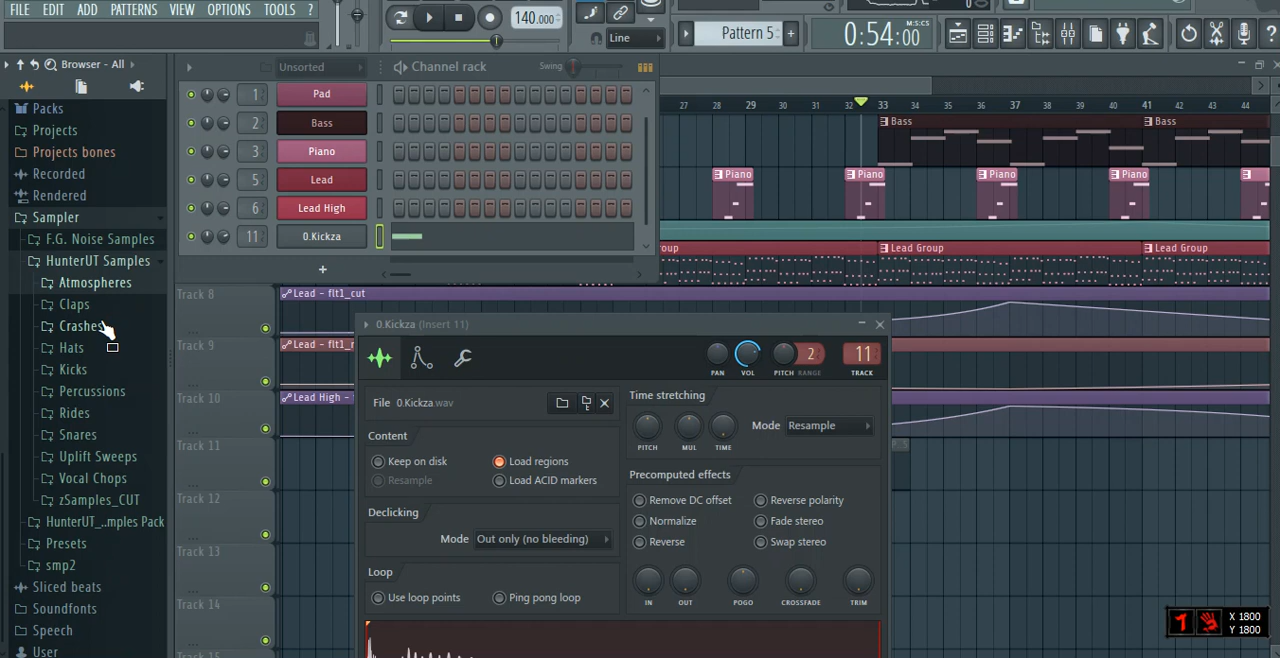 FILE EDIT ADD PATTERNS VIEW OPTIONS TOOLS ?
140.000
Line
Pattern 5 +
0:54:00
M:S:CS
?
Browser - All
Packs
Projects
Projects bones
Recorded
Rendered
Sampler
F.G. Noise Samples
HunterUT Samples
Atmospheres
Claps
Crashes
Hats
Kicks
Percussions
Rides
Snares
Uplift Sweeps
Vocal Chops
zSamples_CUT
HunterUT_..mples Pack
Presets
smp2
Sliced beats
Soundfonts
Speech
User
Unsorted
Channel rack
Swing
1 Pad
2 Bass
3 Piano
5 Lead
6 Lead High
11 0.Kickza
+
27 28 29 30 31 32 33 34 35 36 37 38 39 40 41 42 43 44
Bass Bass
Piano Piano Piano Piano
Lead Group Lead Group
Track 8 Lead - flt1_cut
Track 9
Track 10 Lead High -
Track 11
Track 12
Track 13
Track 14
Track 15
0.Kickza (Insert 11)
PAN VOL PITCH RANGE TRACK
2 11
File 0.Kickza.wav
Content
Keep on disk Load regions
Resample Load ACID markers
Declicking
Mode Out only (no bleeding)
Loop
Use loop points Ping pong loop
Time stretching
PITCH MUL TIME
Mode Resample
Precomputed effects
Remove DC offset Reverse polarity
Normalize Fade stereo
Reverse Swap stereo
IN OUT POGO CROSSFADE TRIM
X 1800
Y 1800